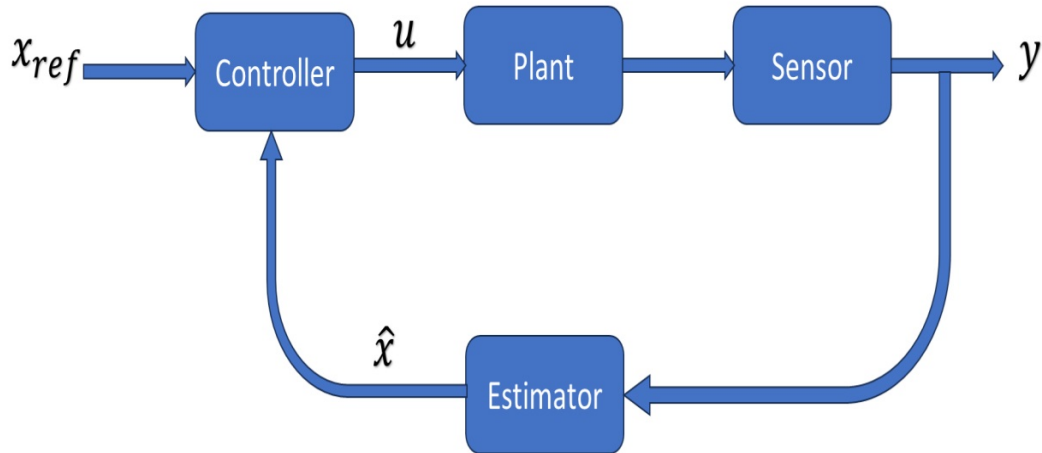 x_ref
Controller
u
Plant
Sensor
y
x̂
Estimator